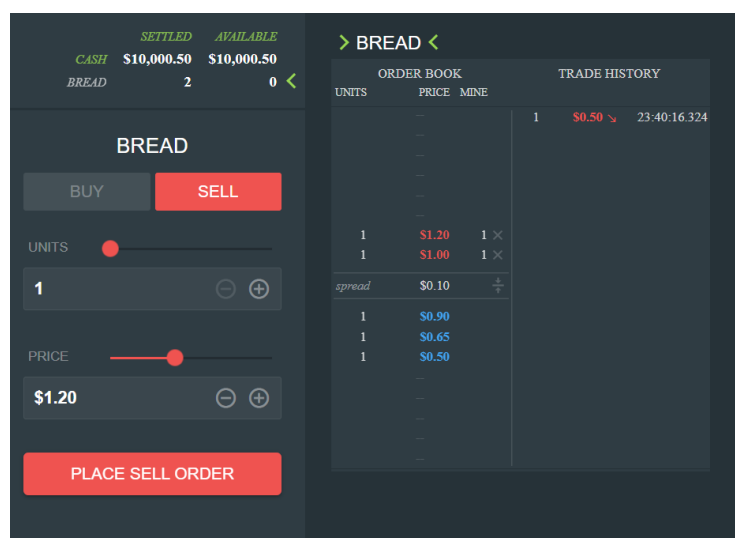 SETTLED AVAILABLE
CASH $10,000.50 $10,000.50
BREAD 2 0
BREAD
BUY SELL
UNITS
1
PRICE
$1.20
PLACE SELL ORDER
BREAD
ORDER BOOK TRADE HISTORY
UNITS PRICE MINE
1 $0.50 ↘ 23:40:16.324
1 $1.20 1 ×
1 $1.00 1 ×
spread $0.10
1 $0.90
1 $0.65
1 $0.50